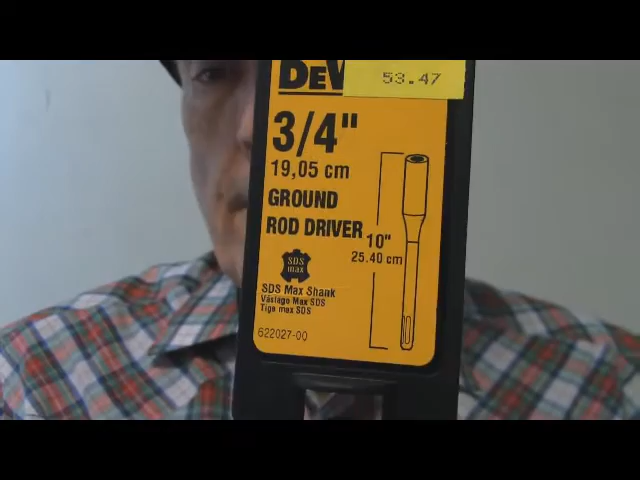 DEW
53.47
3/4"
19,05 cm
GROUND
ROD DRIVER
10"
25.40 cm
SDS
max
SDS Max Shank
Vástago Max SDS
Tige max SDS
622027-00